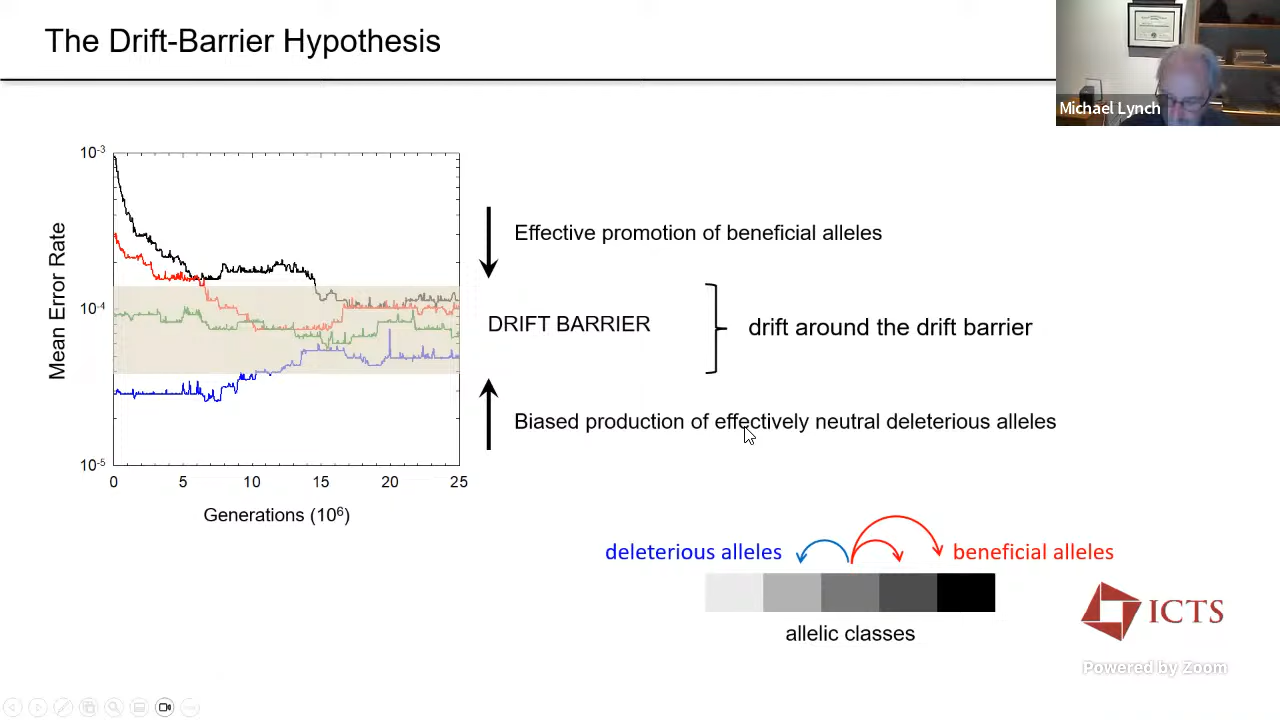 The Drift-Barrier Hypothesis
Michael Lynch
10-3
10-4
10-5
Mean Error Rate
0 5 10 15 20 25
Generations (106)
Effective promotion of beneficial alleles
DRIFT BARRIER
drift around the drift barrier
Biased production of effectively neutral deleterious alleles
deleterious alleles
beneficial alleles
allelic classes
ICTS
Powered by Zoom